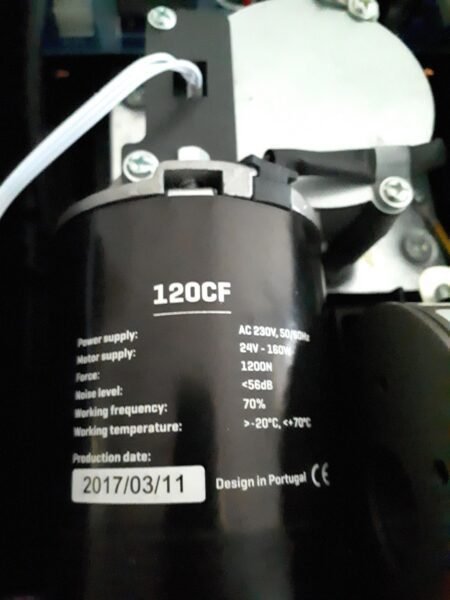 120CF
Power supply: AC 230V, 50/60Hz
Motor supply: 24V - 160W
Force: 1200N
Noise level: <56dB
Working frequency: 70%
Working temperature: >-20°C, <+70°C
Production date:
2017/03/11 Design in Portugal CE